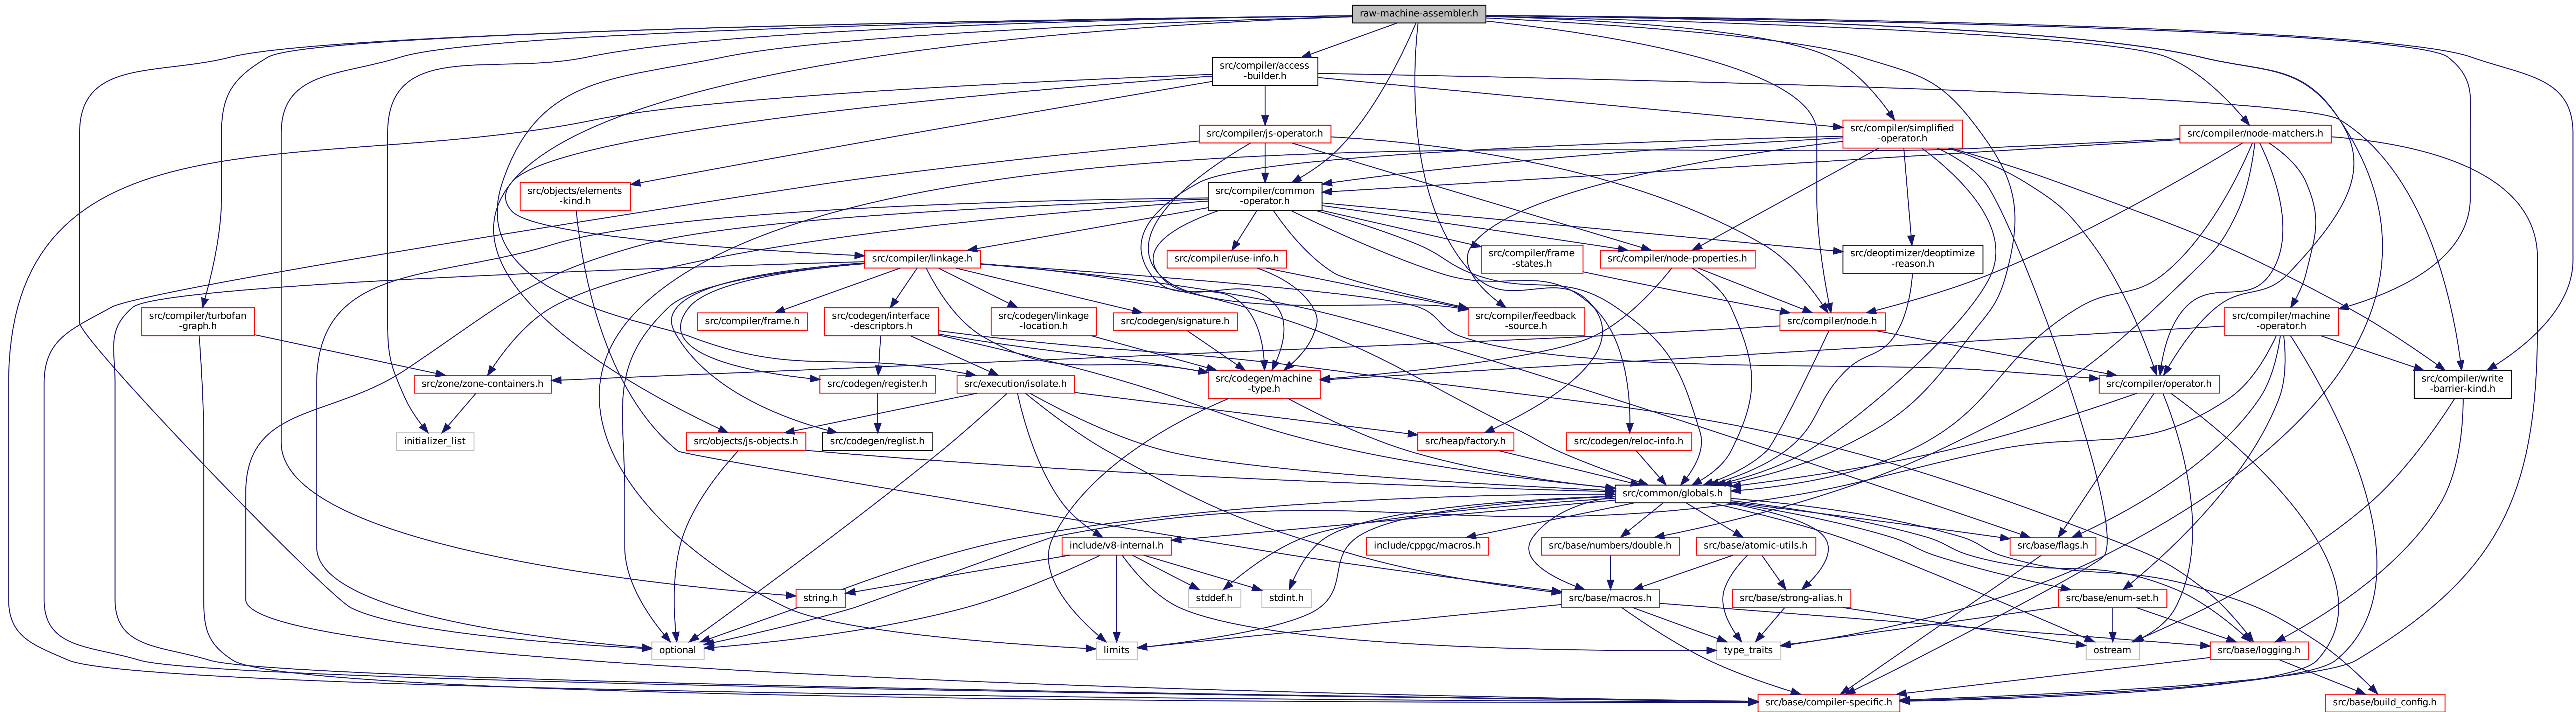 raw-machine-assembler.h
src/compiler/access
-builder.h
src/compiler/js-operator.h
src/compiler/simplified
-operator.h
src/compiler/node-matchers.h
src/objects/elements
-kind.h
src/compiler/common
-operator.h
src/compiler/linkage.h
src/compiler/use-info.h
src/compiler/frame
-states.h
src/compiler/node-properties.h
src/deoptimizer/deoptimize
-reason.h
src/compiler/turbofan
-graph.h
src/compiler/frame.h
src/codegen/interface
-descriptors.h
src/codegen/linkage
-location.h
src/codegen/signature.h
src/compiler/feedback
-source.h
src/compiler/node.h
src/compiler/machine
-operator.h
src/zone/zone-containers.h
src/codegen/register.h
src/execution/isolate.h
src/codegen/machine
-type.h
src/compiler/operator.h
src/compiler/write
-barrier-kind.h
initializer_list
src/objects/js-objects.h
src/codegen/reglist.h
src/heap/factory.h
src/codegen/reloc-info.h
src/common/globals.h
include/v8-internal.h
include/cppgc/macros.h
src/base/numbers/double.h
src/base/atomic-utils.h
src/base/flags.h
string.h
stddef.h
stdint.h
src/base/macros.h
src/base/strong-alias.h
src/base/enum-set.h
optional
limits
type_traits
ostream
src/base/logging.h
src/base/compiler-specific.h
src/base/build_config.h